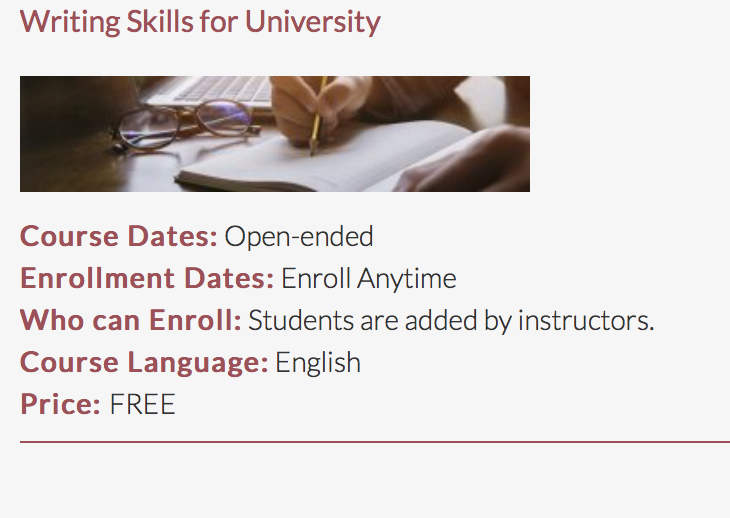 Writing Skills for University
Course Dates: Open-ended
Enrollment Dates: Enroll Anytime
Who can Enroll: Students are added by instructors.
Course Language: English
Price: FREE